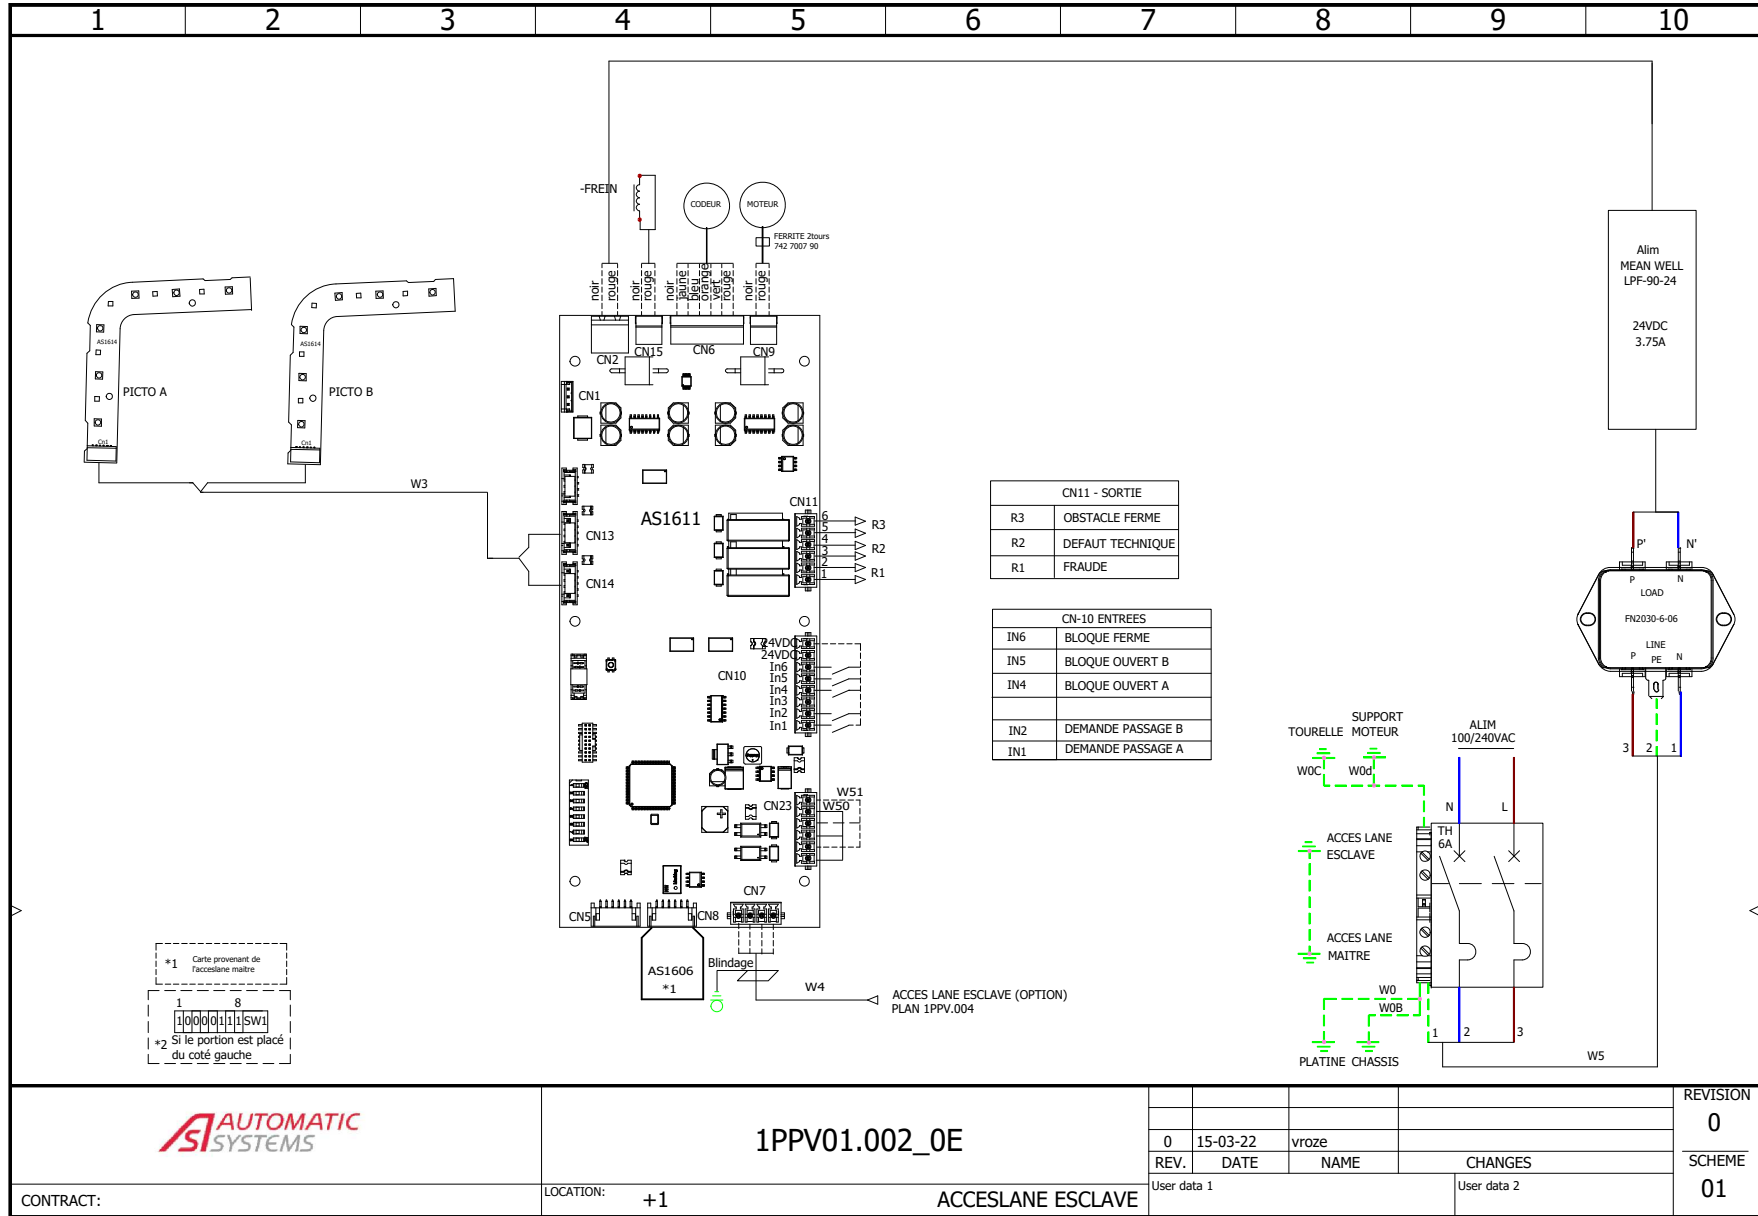 1 2 3 4 5 6 7 8 9 10
-FREIN
CODEUR
MOTEUR
FERRITE 2tours
742 7007 90
noir
rouge
noir
rouge
noir
jaune
bleu
orange
vert
rouge
noir
rouge
CN2
CN15
CN6
CN9
CN1
AS1614
PICTO A
Cn1
AS1614
PICTO B
Cn1
W3
AS1611
CN13
CN14
CN11
6
5
4
3
2
1
R3
R2
R1
24VDC
24VDC
In6
In5
In4
In3
In2
In1
CN10
CN23
W51
W50
CN7
CN5
CN8
AS1606
*1
Blindage
W4
ACCES LANE ESCLAVE (OPTION)
PLAN 1PPV.004
CN11 - SORTIE
R3 OBSTACLE FERME
R2 DEFAUT TECHNIQUE
R1 FRAUDE
CN-10 ENTREES
IN6 BLOQUE FERME
IN5 BLOQUE OUVERT B
IN4 BLOQUE OUVERT A
IN2 DEMANDE PASSAGE B
IN1 DEMANDE PASSAGE A
Alim
MEAN WELL
LPF-90-24
24VDC
3.75A
P' N'
P N
LOAD
FN2030-6-06
LINE
P PE N
3 2 1
SUPPORT
TOURELLE MOTEUR
W0C W0d
ALIM
100/240VAC
N L
TH
6A
ACCES LANE
ESCLAVE
ACCES LANE
MAITRE
W0
W0B
PLATINE CHASSIS
1 2 3
W5
*1 Carte provenant de
l'acceslane maitre
1 8
1 0 0 0 0 1 1 1 SW1
*2 Si le portion est placé
du coté gauche
AUTOMATIC
SYSTEMS
1PPV01.002_0E
0 15-03-22 vroze
REV. DATE NAME CHANGES
REVISION
0
SCHEME
01
CONTRACT:
LOCATION: +1 ACCESLANE ESCLAVE
User data 1 User data 2